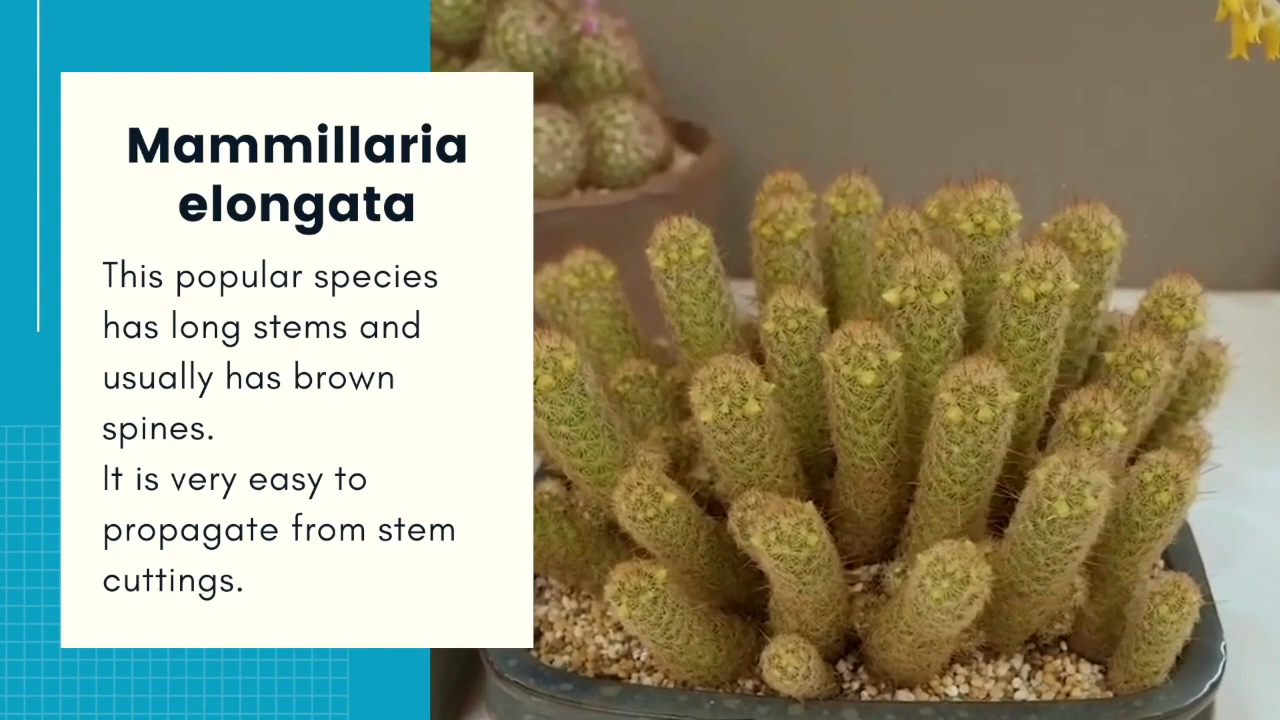 Mammillaria
elongata
This popular species
has long stems and
usually has brown
spines.
It is very easy to
propagate from stem
cuttings.